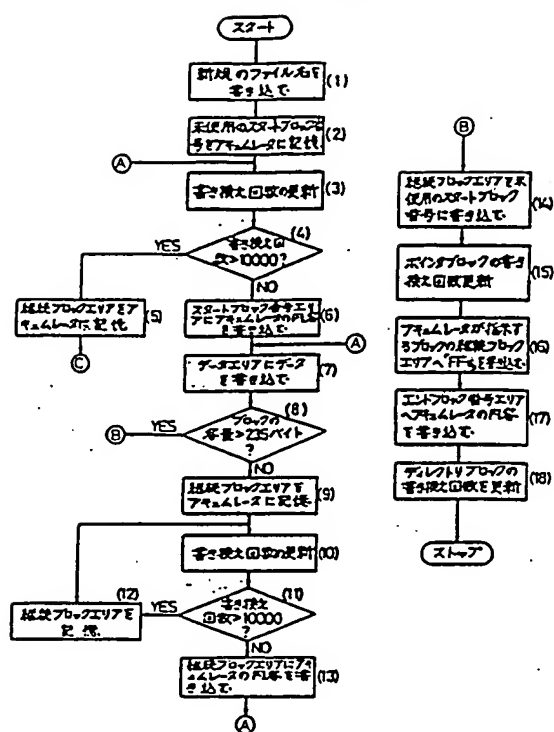 スタート
新規のファイル名を
書き込む
(1)
未使用のスタートブロック番
号をアキュムレータに記憶
(2)
A
書き換え回数の更新
(3)
(4)
書き換え回
数>10000?
YES
NO
継続ブロックエリアをア
キュムレータに記憶
(5)
C
スタートブロック番号エリ
アにアキュムレータの内容
を書き込む
(6)
A
データエリアにデータ
を書き込む
(7)
(8)
ブロックの
容量>235バイト
?
YES
B
NO
継続ブロックエリアを
アキュムレータに記憶
(9)
書き換え回数の更新
(10)
(11)
書き換え
回数>10000
?
YES
(12)
継続ブロックエリアを
記憶
NO
継続ブロックエリアにアキ
ュムレータの内容を書
き込む
(13)
A
B
継続ブロックエリアを未
使用のスタートブロック
番号に書き込む
(14)
ポインタブロックの書き
換え回数更新
(15)
アキュムレータが指示す
るブロックの継続ブロック
エリアへ"FF"を書き込む
(16)
エンドブロック番号エリア
へアキュムレータの内容
を書き込む
(17)
ディレクトリブロックの
書き換え回数を更新
(18)
ストップ